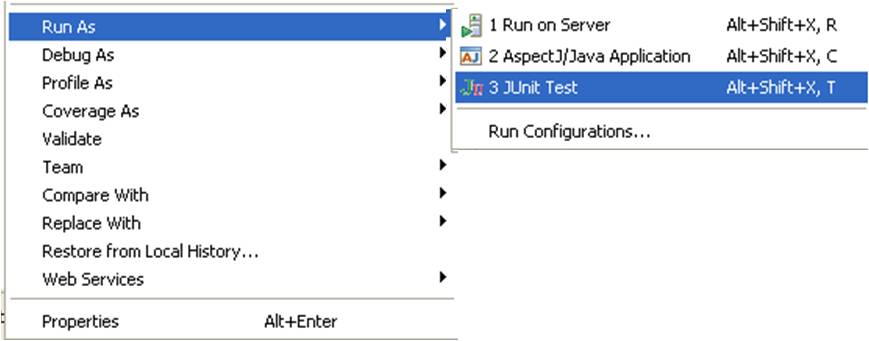 Run As
Debug As
Profile As
Coverage As
Validate
Team
Compare With
Replace With
Restore from Local History...
Web Services
Properties Alt+Enter
1 Run on Server Alt+Shift+X, R
AJ 2 AspectJ/Java Application Alt+Shift+X, C
Ju 3 JUnit Test Alt+Shift+X, T
Run Configurations...